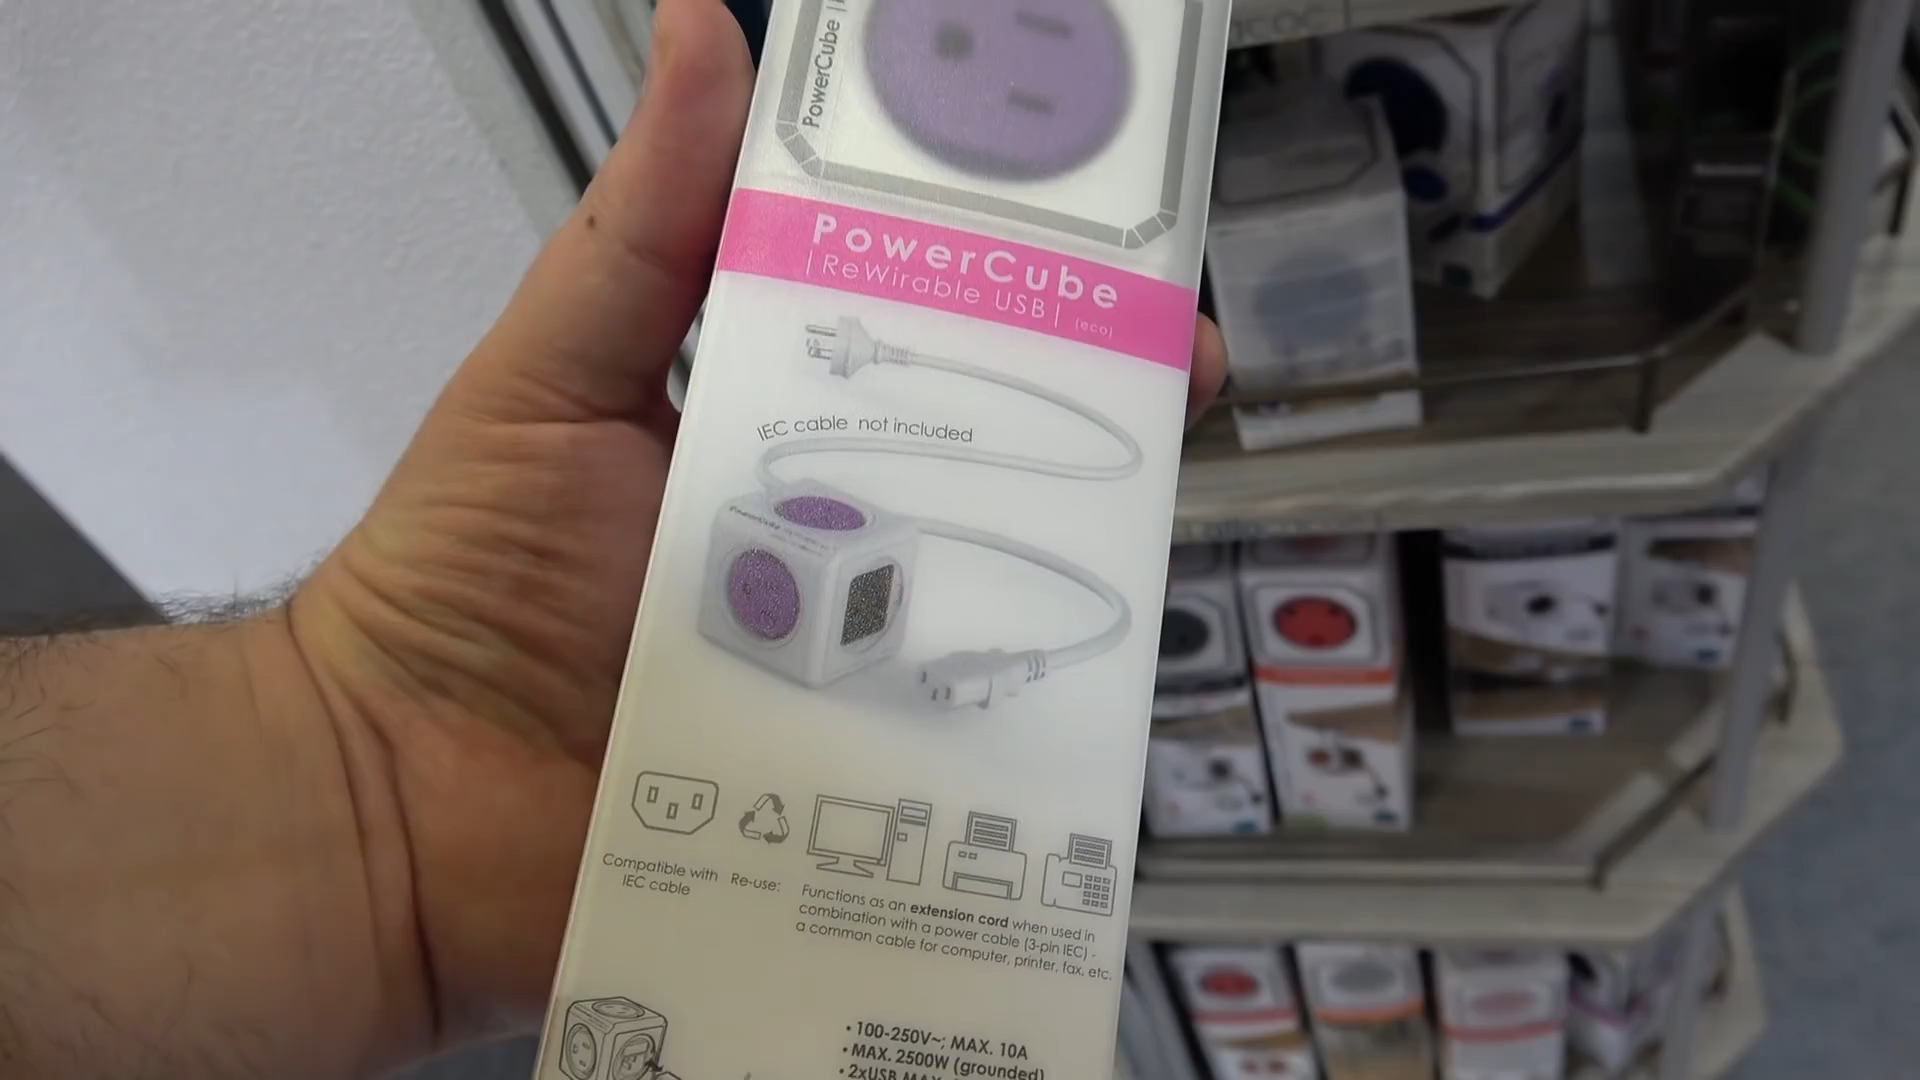 PowerCube |
PowerCube
|ReWirable USB| (eco)
IEC cable not included
Compatible with
IEC cable
Re-use:
Functions as an extension cord when used in
combination with a power cable (3-pin IEC) -
a common cable for computer, printer, fax, etc.
• 100-250V~; MAX. 10A
• MAX. 2500W (grounded)
• 2xUSB MAX.